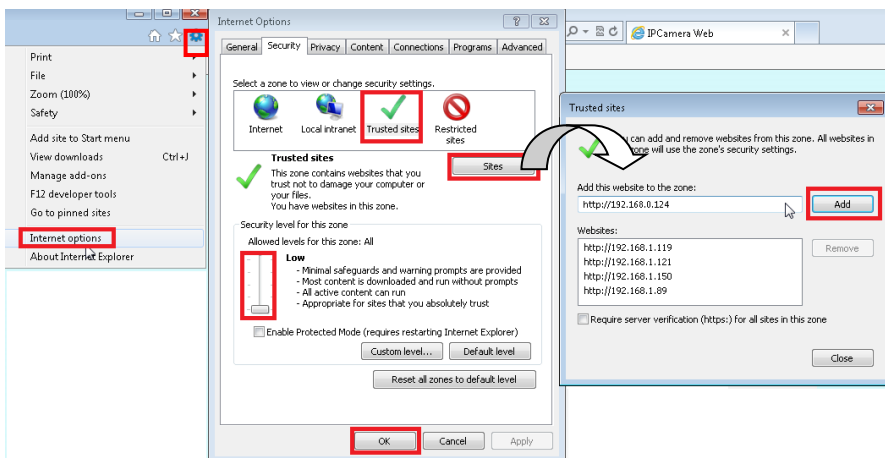 Print
File
Zoom (100%)
Safety
Add site to Start menu
View downloads Ctrl+J
Manage add-ons
F12 developer tools
Go to pinned sites
Internet options
About Internet Explorer
Internet Options
General Security Privacy Content Connections Programs Advanced
Select a zone to view or change security settings.
Internet Local intranet Trusted sites Restricted
sites
Trusted sites
Sites
This zone contains websites that you
trust not to damage your computer or
your files.
You have websites in this zone.
Security level for this zone
Allowed levels for this zone: All
Low
- Minimal safeguards and warning prompts are provided
- Most content is downloaded and run without prompts
- All active content can run
- Appropriate for sites that you absolutely trust
Enable Protected Mode (requires restarting Internet Explorer)
Custom level... Default level
Reset all zones to default level
OK Cancel Apply
IPCamera Web
Trusted sites
can add and remove websites from this zone. All websites in
zone will use the zone's security settings.
Add this website to the zone:
http://192.168.0.124 Add
Websites:
http://192.168.1.119 Remove
http://192.168.1.121
http://192.168.1.150
http://192.168.1.89
Require server verification (https:) for all sites in this zone
Close